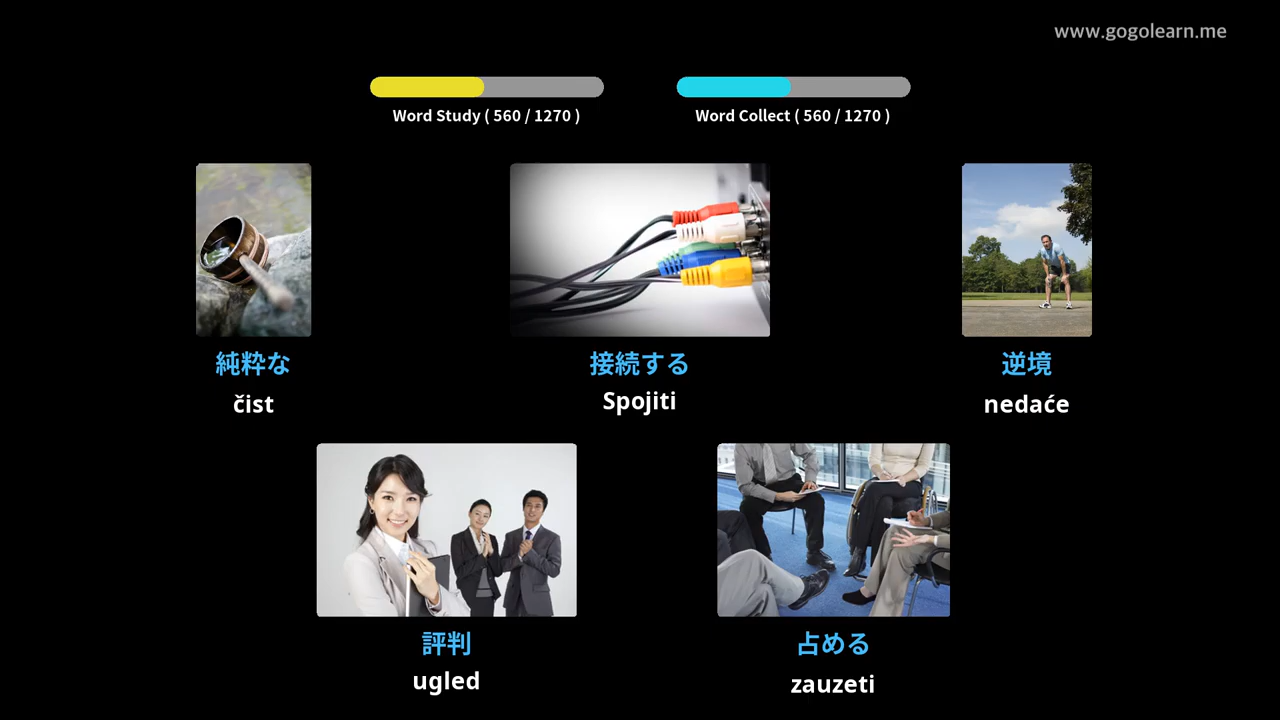 www.gogolearn.me
Word Study ( 560 / 1270 )
Word Collect ( 560 / 1270 )
純粋な
čist
接続する
Spojiti
逆境
nedaće
評判
ugled
占める
zauzeti